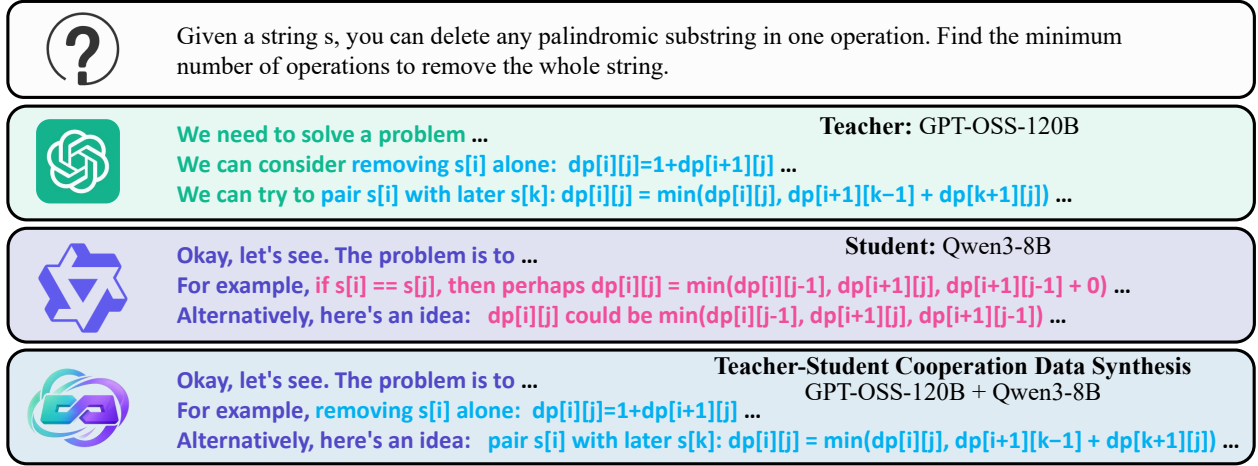 Given a string s, you can delete any palindromic substring in one operation. Find the minimum
number of operations to remove the whole string.
Teacher: GPT-OSS-120B
We need to solve a problem ...
We can consider removing s[i] alone: dp[i][j]=1+dp[i+1][j] ...
We can try to pair s[i] with later s[k]: dp[i][j] = min(dp[i][j], dp[i+1][k−1] + dp[k+1][j]) ...
Student: Qwen3-8B
Okay, let's see. The problem is to ...
For example, if s[i] == s[j], then perhaps dp[i][j] = min(dp[i][j-1], dp[i+1][j], dp[i+1][j-1] + 0) ...
Alternatively, here's an idea: dp[i][j] could be min(dp[i][j-1], dp[i+1][j], dp[i+1][j-1]) ...
Teacher-Student Cooperation Data Synthesis
GPT-OSS-120B + Qwen3-8B
Okay, let's see. The problem is to ...
For example, removing s[i] alone: dp[i][j]=1+dp[i+1][j] ...
Alternatively, here's an idea: pair s[i] with later s[k]: dp[i][j] = min(dp[i][j], dp[i+1][k−1] + dp[k+1][j]) ...